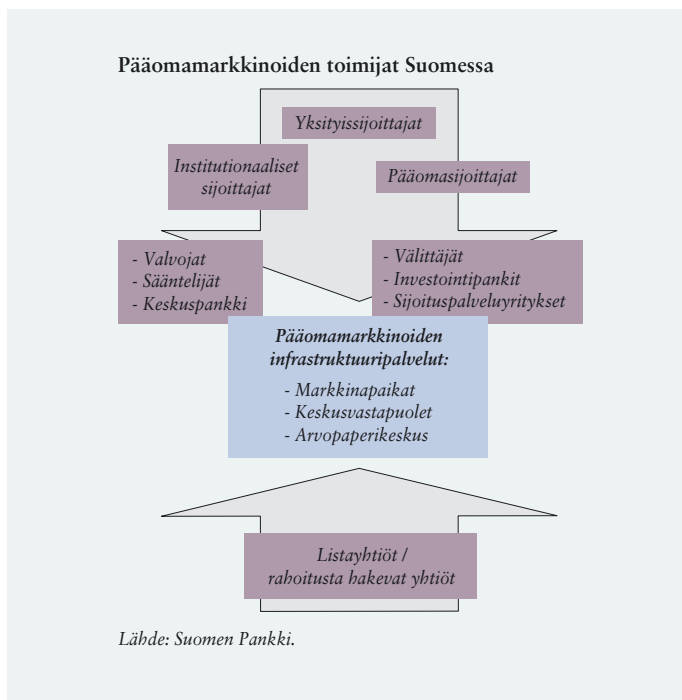 Pääomamarkkinoiden toimijat Suomessa
Yksityissijoittajat
Institutionaaliset
sijoittajat
Pääomasijoittajat
- Valvojat
- Sääntelijät
- Keskuspankki
- Välittäjät
- Investointipankit
- Sijoituspalveluyritykset
Pääomamarkkinoiden
infrastruktuuripalvelut:
- Markkinapaikat
- Keskusvastapuolet
- Arvopaperikeskus
Listayhtiöt /
rahoitusta hakevat yhtiöt
Lähde: Suomen Pankki.